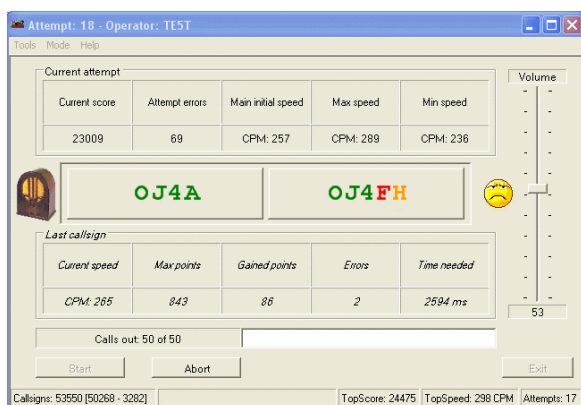 Attempt: 18 - Operator: TE5T
Tools Mode Help
Current attempt
Volume
Current score Attempt errors Main initial speed Max speed Min speed
23009 69 CPM: 257 CPM: 289 CPM: 236
OJ4A OJ4FH
Last callsign
Current speed Max points Gained points Errors Time needed
CPM: 265 843 86 2 2594 ms
53
Calls out: 50 of 50
Start Abort Exit
Callsigns: 53550 [50268 - 3282] TopScore: 24475 TopSpeed: 298 CPM Attempts: 17